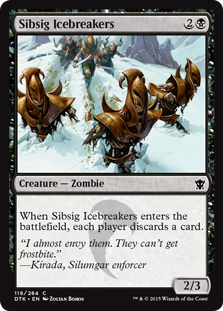 Sibsig Icebreakers 2
Creature — Zombie
When Sibsig Icebreakers enters the
battlefield, each player discards a card.
“I almost envy them. They can't get
frostbite.”
—Kirada, Silumgar enforcer
2/3
119/264 C
DTK • EN Zoltan Boros
™ & © 2015 Wizards of the Coast